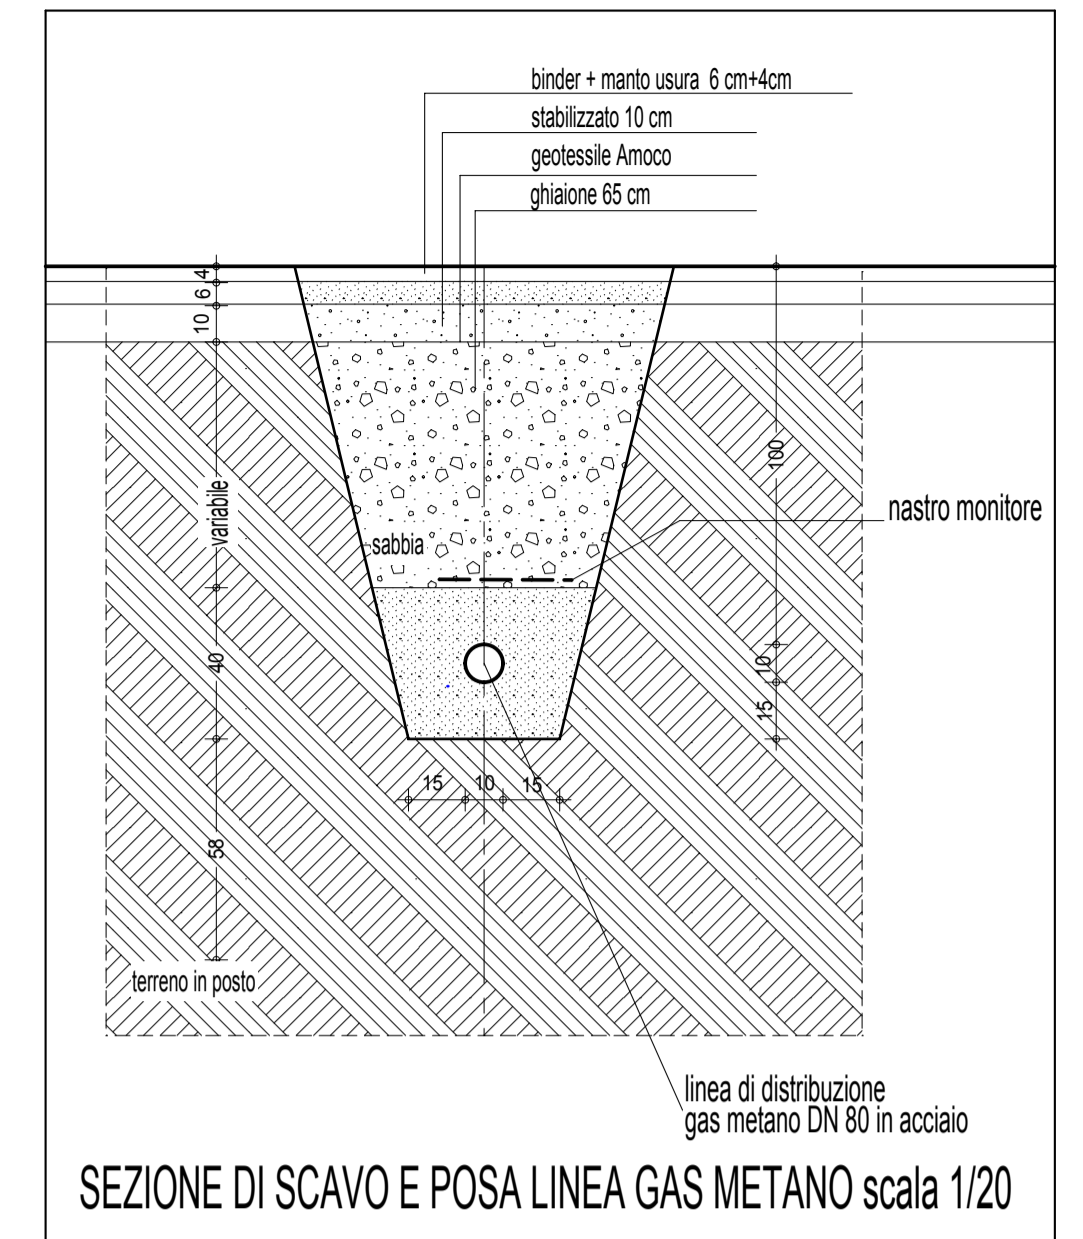 binder + manto usura 6 cm+4cm
stabilizzato 10 cm
geotessile Amoco
ghiaione 65 cm
4
6
10
variabile
40
58
100
10
15
sabbia
nastro monitore
15 10 15
terreno in posto
linea di distribuzione
gas metano DN 80 in acciaio
SEZIONE DI SCAVO E POSA LINEA GAS METANO scala 1/20